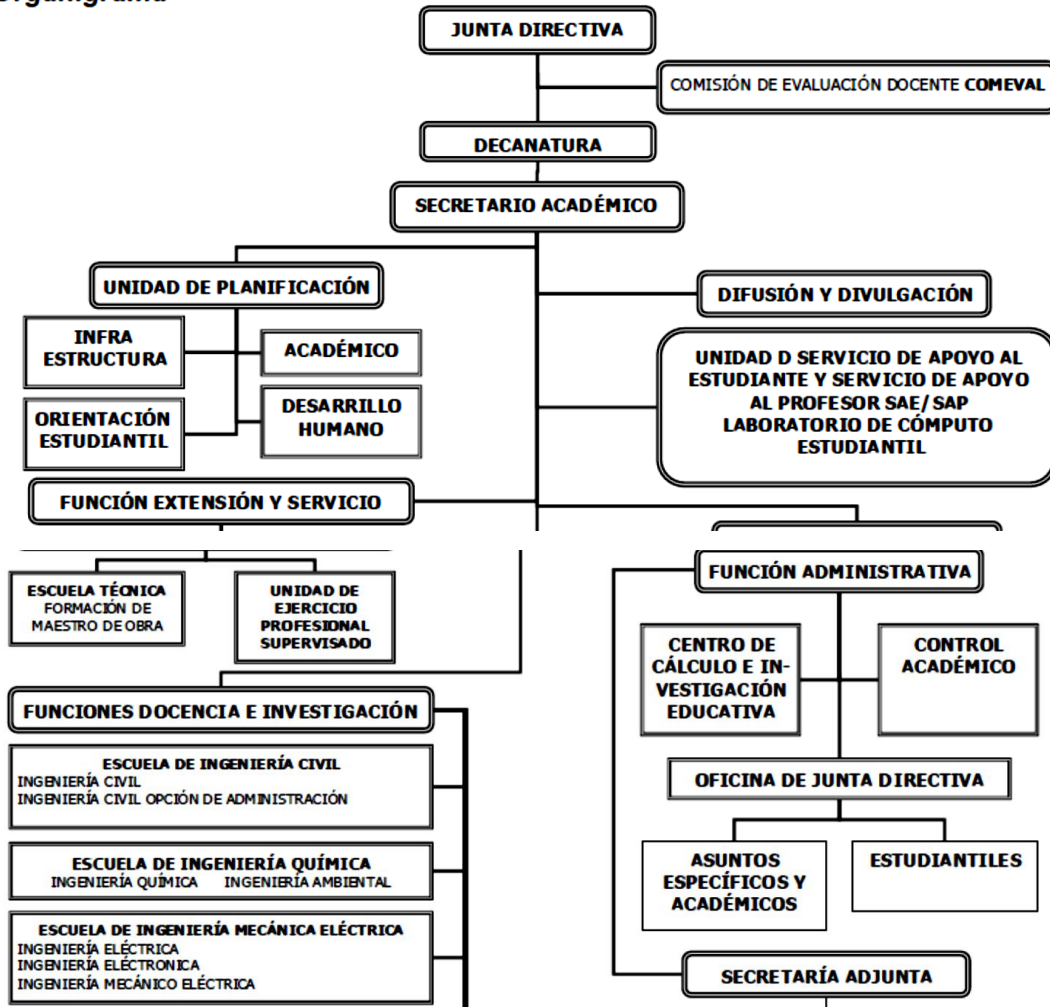 JUNTA DIRECTIVA
COMISIÓN DE EVALUACIÓN DOCENTE COMEVAL
DECANATURA
SECRETARIO ACADÉMICO
UNIDAD DE PLANIFICACIÓN
DIFUSIÓN Y DIVULGACIÓN
INFRA
ESTRUCTURA
ACADÉMICO
UNIDAD D SERVICIO DE APOYO AL
ESTUDIANTE Y SERVICIO DE APOYO
AL PROFESOR SAE/SAP
LABORATORIO DE CÓMPUTO
ESTUDIANTIL
ORIENTACIÓN
ESTUDIANTIL
DESARRILLO
HUMANO
FUNCIÓN EXTENSIÓN Y SERVICIO
ESCUELA TÉCNICA
FORMACIÓN DE
MAESTRO DE OBRA
UNIDAD DE
EJERCICIO
PROFESIONAL
SUPERVISADO
FUNCIÓN ADMINISTRATIVA
CENTRO DE
CÁLCULO E IN-
VESTIGACIÓN
EDUCATIVA
CONTROL
ACADÉMICO
FUNCIONES DOCENCIA E INVESTIGACIÓN
ESCUELA DE INGENIERÍA CIVIL
INGENIERÍA CIVIL
INGENIERÍA CIVIL OPCIÓN DE ADMINISTRACIÓN
OFICINA DE JUNTA DIRECTIVA
ESCUELA DE INGENIERÍA QUÍMICA
INGENIERÍA QUÍMICA INGENIERÍA AMBIENTAL
ASUNTOS
ESPECÍFICOS Y
ACADÉMICOS
ESTUDIANTILES
ESCUELA DE INGENIERÍA MECÁNICA ELÉCTRICA
INGENIERÍA ELÉCTRICA
INGENIERÍA ELÉCTRONICA
INGENIERÍA MECÁNICO ELÉCTRICA
SECRETARÍA ADJUNTA